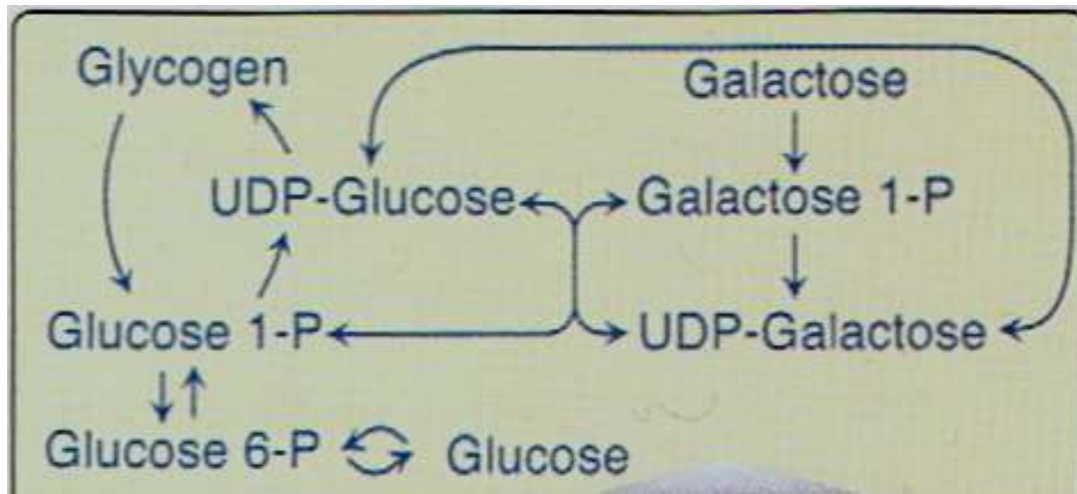 Glycogen
Galactose
UDP-Glucose
Galactose 1-P
Glucose 1-P
UDP-Galactose
Glucose 6-P
Glucose